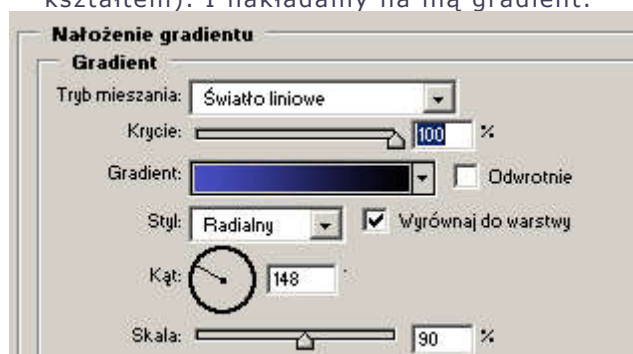 kształtem). I nakładamy na nią gradient.
Nałożenie gradientu
Gradient
Tryb mieszania: Światło liniowe
Krycie: 100 %
Gradient: Odwrotnie
Styl: Radialny Wyrównaj do warstwy
Kąt: 148 °
Skala: 90 %